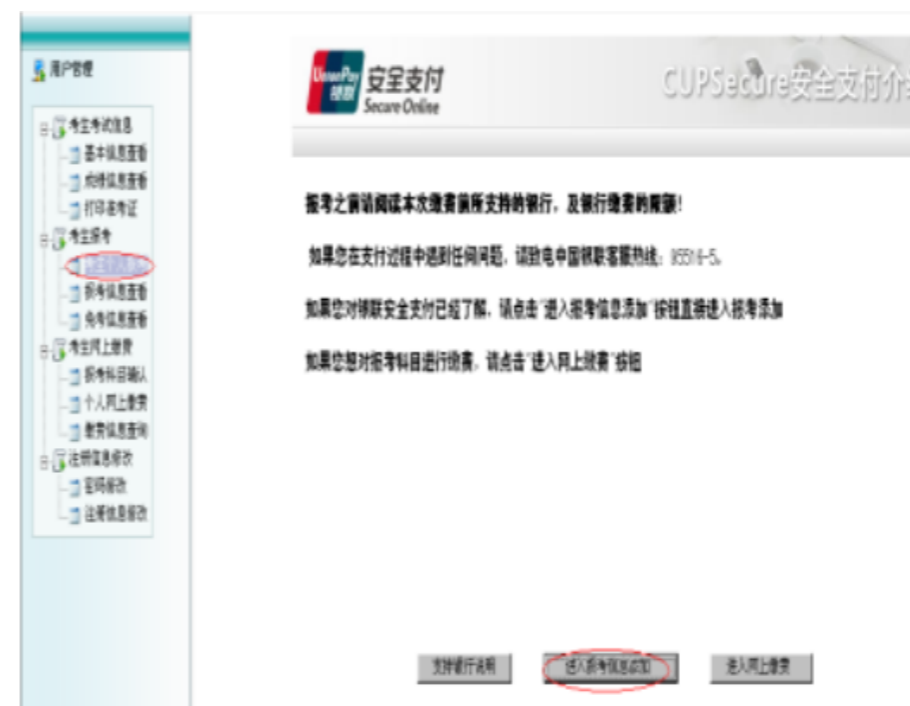 用户管理
考生考试信息
基本信息查看
成绩信息查看
打印准考证
考生报考
报考信息查看
免考信息查看
考生网上缴费
报考科目确认
个人网上缴费
缴费信息查询
注册信息修改
密码修改
注册信息修改
UnionPay
银联
安全支付
Secure Online
CUPSecure安全支付介绍
报考之前请阅读本次缴费前所支持的银行，及银行缴费的限额！
如果您在支付过程中遇到任何问题，请致电中国银联客服热线：95516-5。
如果您对银联安全支付已经了解，请点击“进入报考信息添加”按钮直接进入报考添加
如果您想对报考科目进行缴费，请点击“进入网上缴费”按钮
支持银行说明
进入报考信息添加
进入网上缴费